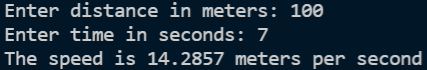 Enter distance in meters: 100
Enter time in seconds: 7
The speed is 14.2857 meters per second